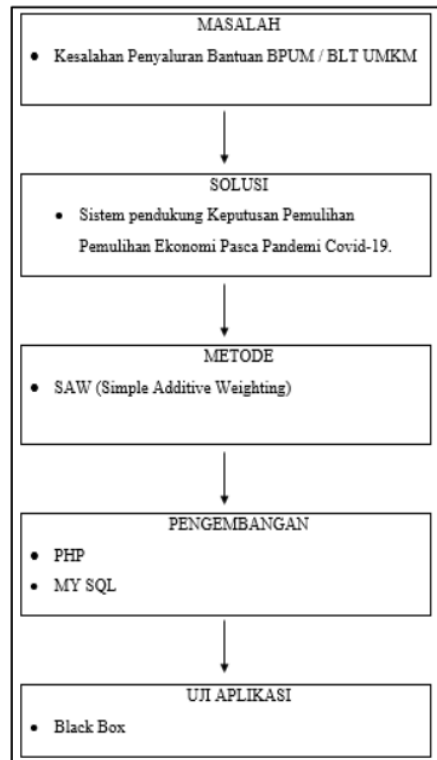 MASALAH
● Kesalahan Penyaluran Bantuan BPUM / BLT UMKM
SOLUSI
● Sistem pendukung Keputusan Pemulihan
Pemulihan Ekonomi Pasca Pandemi Covid-19.
METODE
● SAW (Simple Additive Weighting)
PENGEMBANGAN
● PHP
● MY SQL
UJI APLIKASI
● Black Box